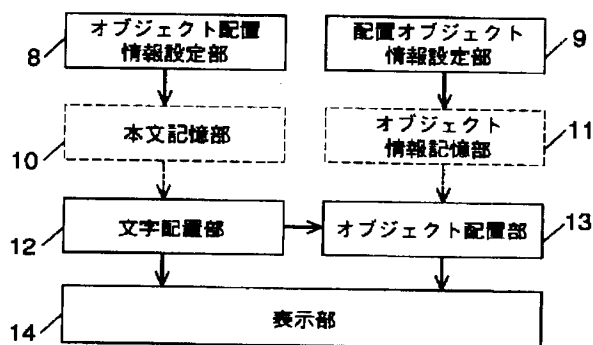 オブジェクト配置
情報設定部
8
配置オブジェクト
情報設定部
9
本文記憶部
10
オブジェクト
情報記憶部
11
文字配置部
12
オブジェクト配置部
13
表示部
14